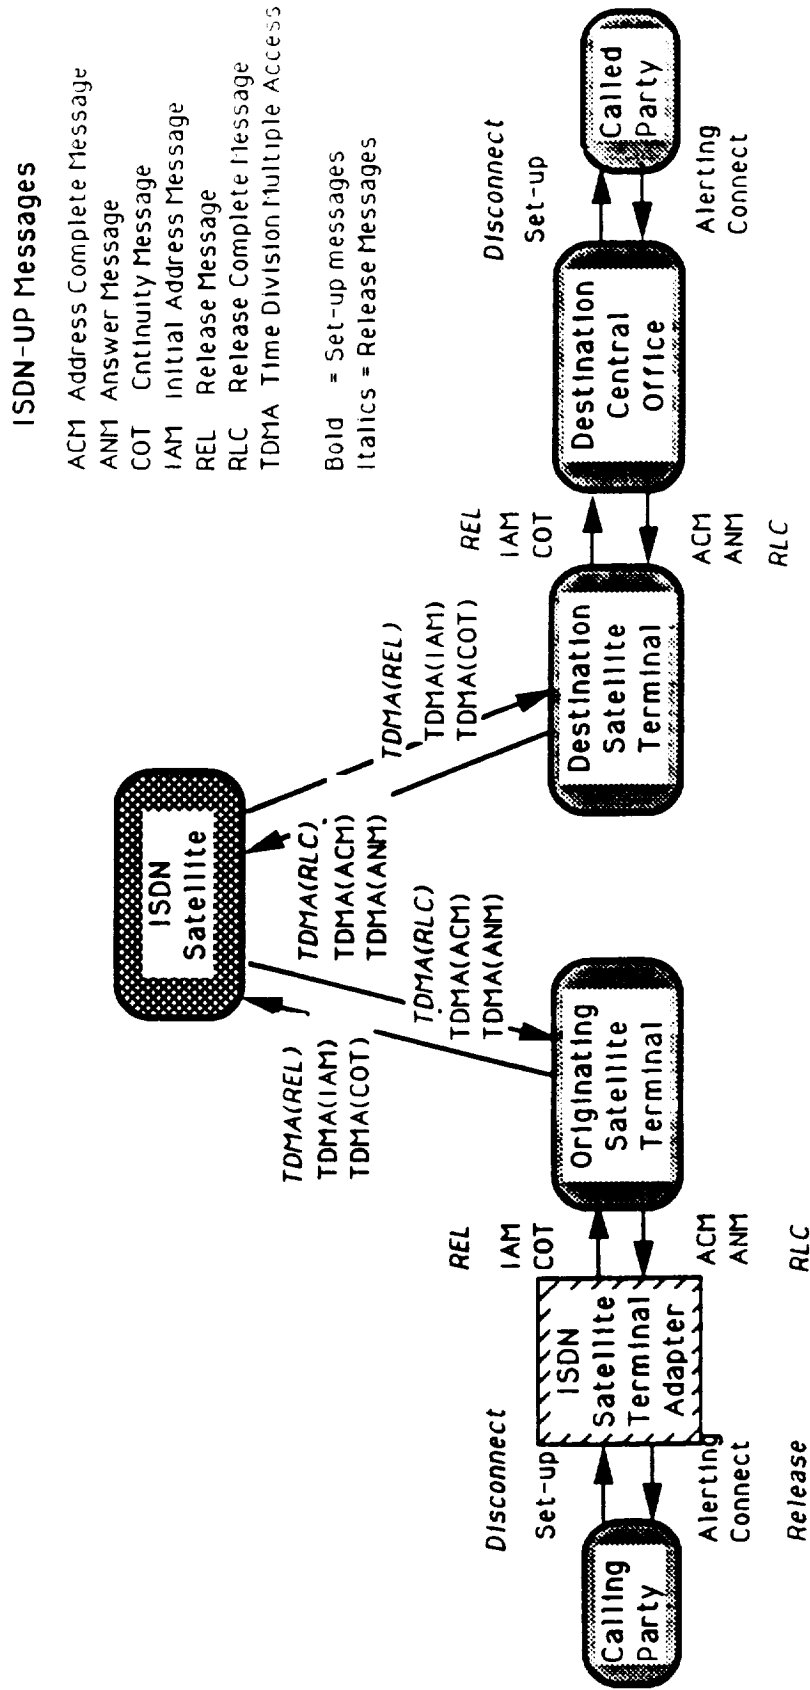 ISDN-UP Messages
ACM Address Complete Message
ANM Answer Message
COT Cntinuity Message
IAM Initial Address Message
REL Release Message
RLC Release Complete Message
TDMA Time Division Multiple Access
Bold = Set-up messages
Italics = Release Messages
ISDN
Satellite
TDMA(REL)
TDMA(IAM)
TDMA(COT)
TDMA(RLC)
TDMA(ACM)
TDMA(ANM)
TDMA(RLC)
TDMA(ACM)
TDMA(ANM)
TDMA(REL)
TDMA(IAM)
TDMA(COT)
Disconnect
Set-up
Calling
Party
Alerting
Connect
Release
ISDN
Satellite
Terminal
Adapter
REL
IAM
COT
ACM
ANM
RLC
Originating
Satellite
Terminal
Destination
Satellite
Terminal
REL
IAM
COT
ACM
ANM
RLC
Destination
Central
Office
Disconnect
Set-up
Alerting
Connect
Called
Party